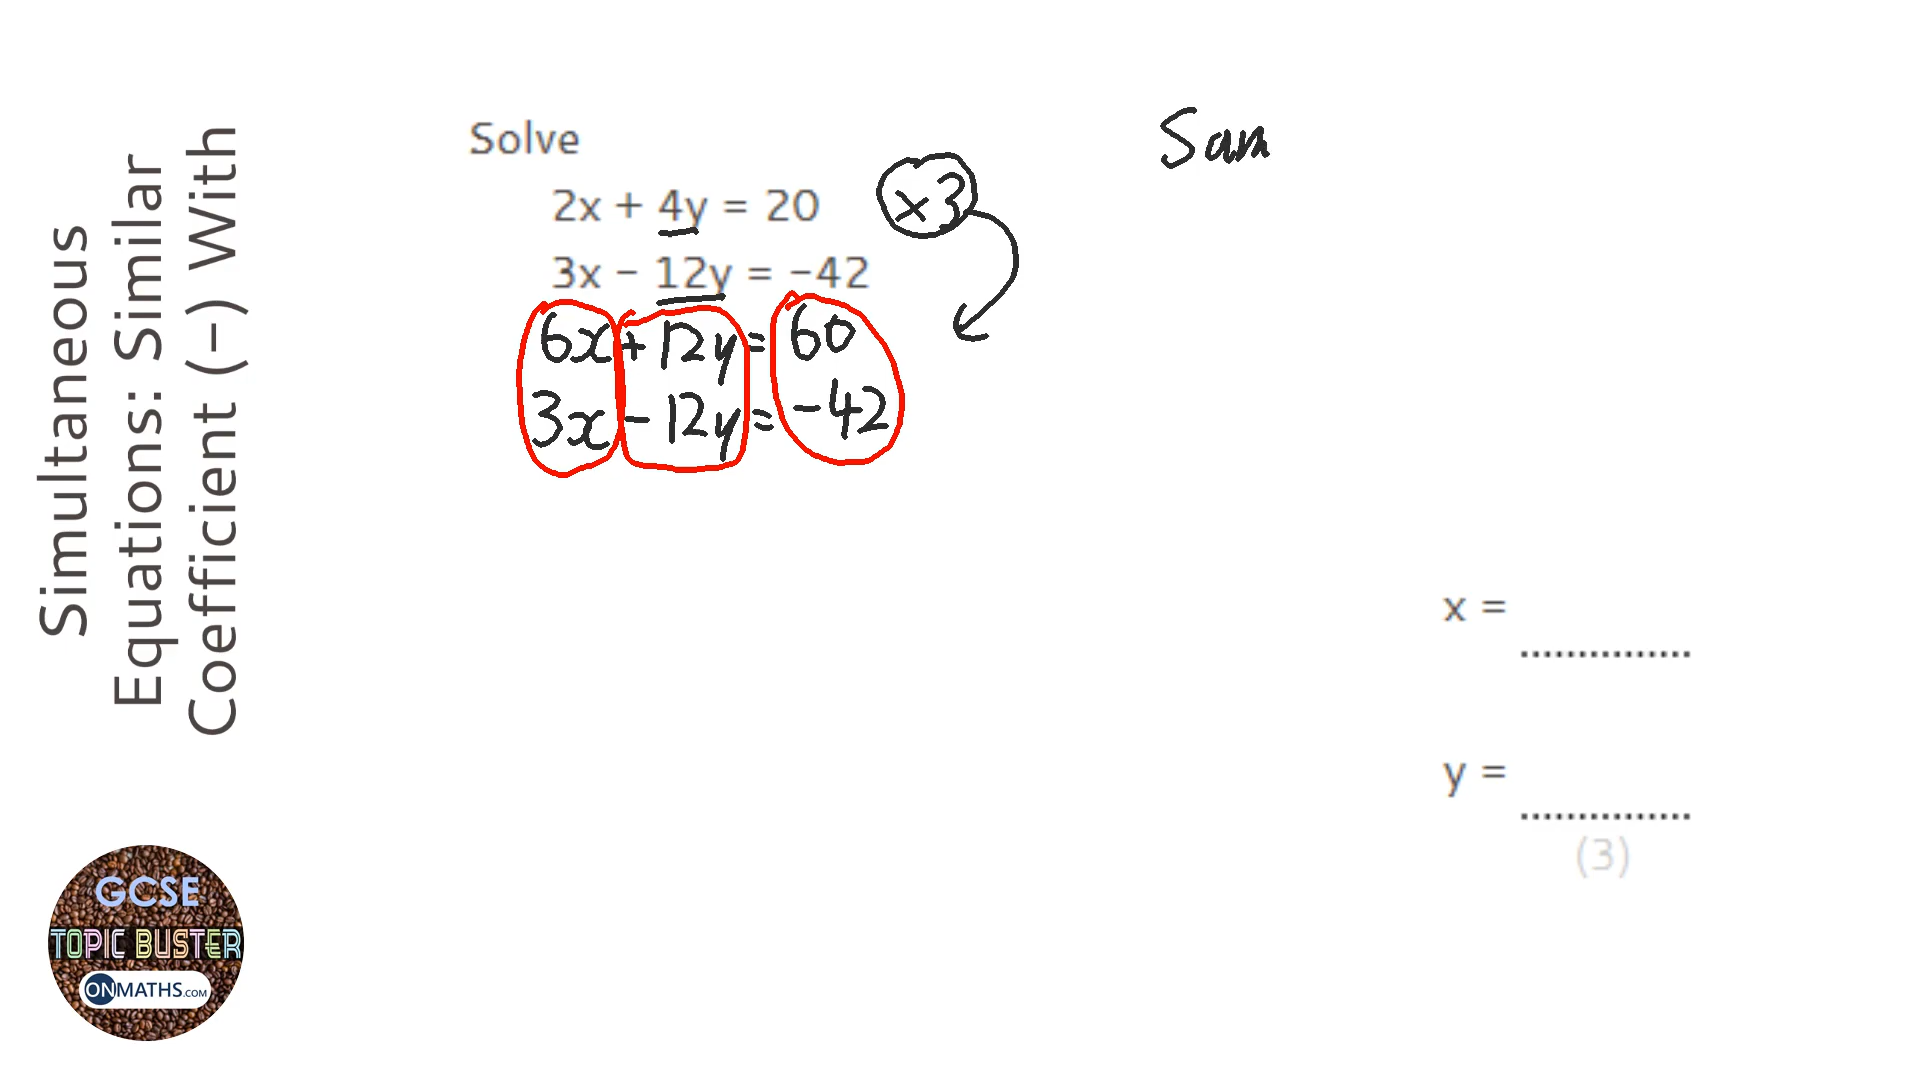 Simultaneous
Equations: Similar
Coefficient (-) With
Solve
Sam
2x + 4y = 20
×3
3x − 12y = −42
6x+12y=60
3x-12y=-42
x =
...............
y =
...............
(3)
GCSE
TOPIC BUSTER
ONMATHS.COM